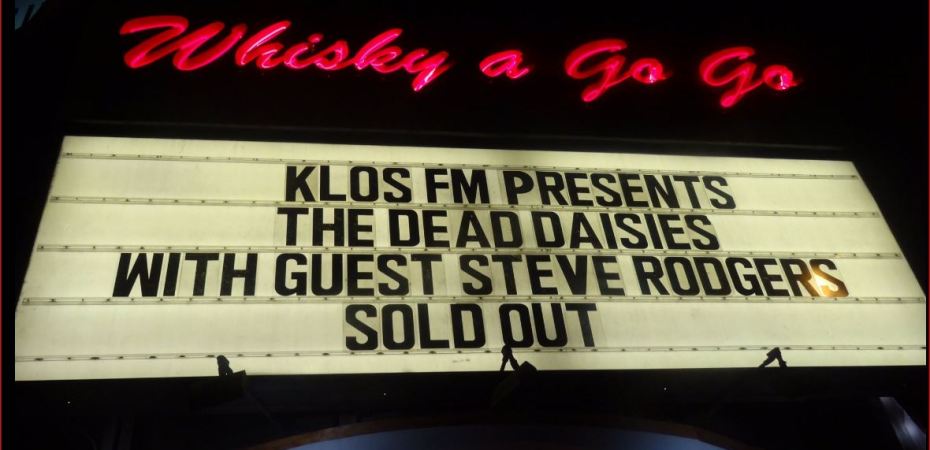 Whisky a Go Go
KLOS FM PRESENTS
THE DEAD DAISIES
WITH GUEST STEVE RODGERS
SOLD OUT